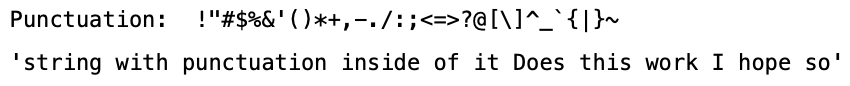 Punctuation:  !"#$%&'()*+,-./:;<=>?@[\]^_`{|}~
'string with punctuation inside of it Does this work I hope so'